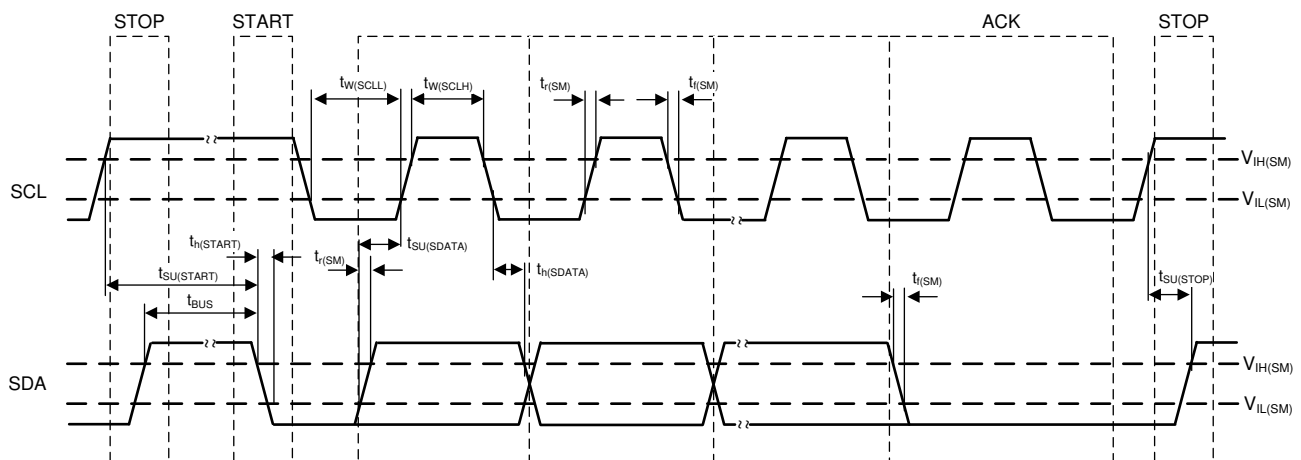 STOP START ACK STOP
tW(SCLL) tW(SCLH) tr(SM) tf(SM)
VIH(SM)
SCL
VIL(SM)
th(START) tr(SM) tSU(SDATA)
tSU(START) th(SDATA) tf(SM) tSU(STOP)
tBUS
VIH(SM)
SDA
VIL(SM)